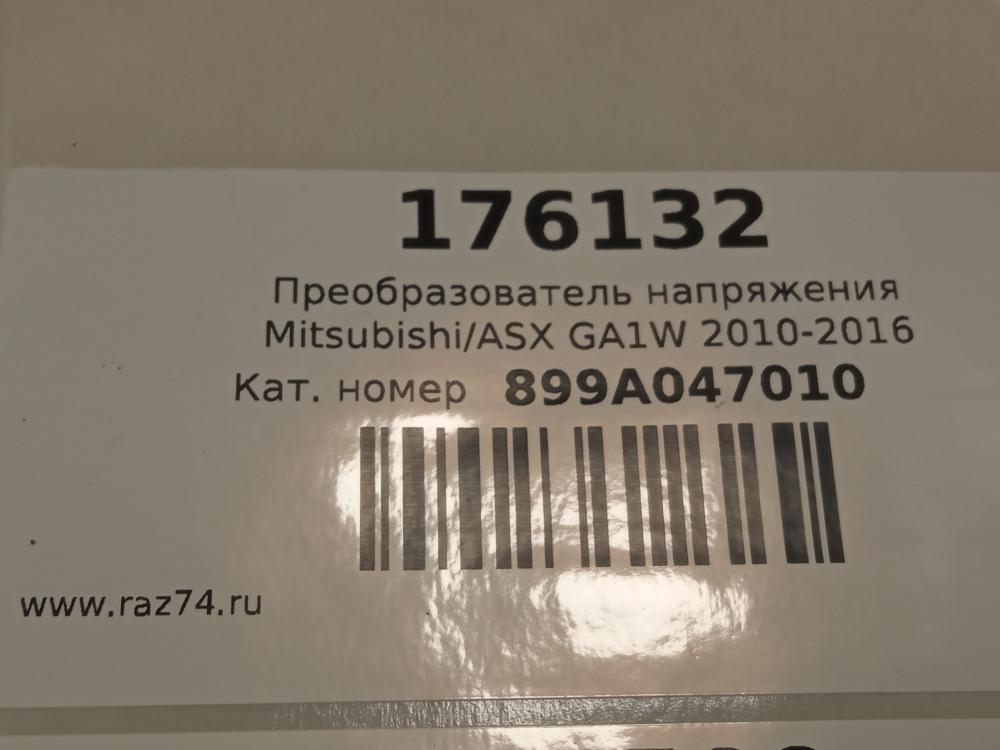 176132
Преобразователь напряжения
Mitsubishi/ASX GA1W 2010-2016
Кат. номер 899A047010
www.raz74.ru